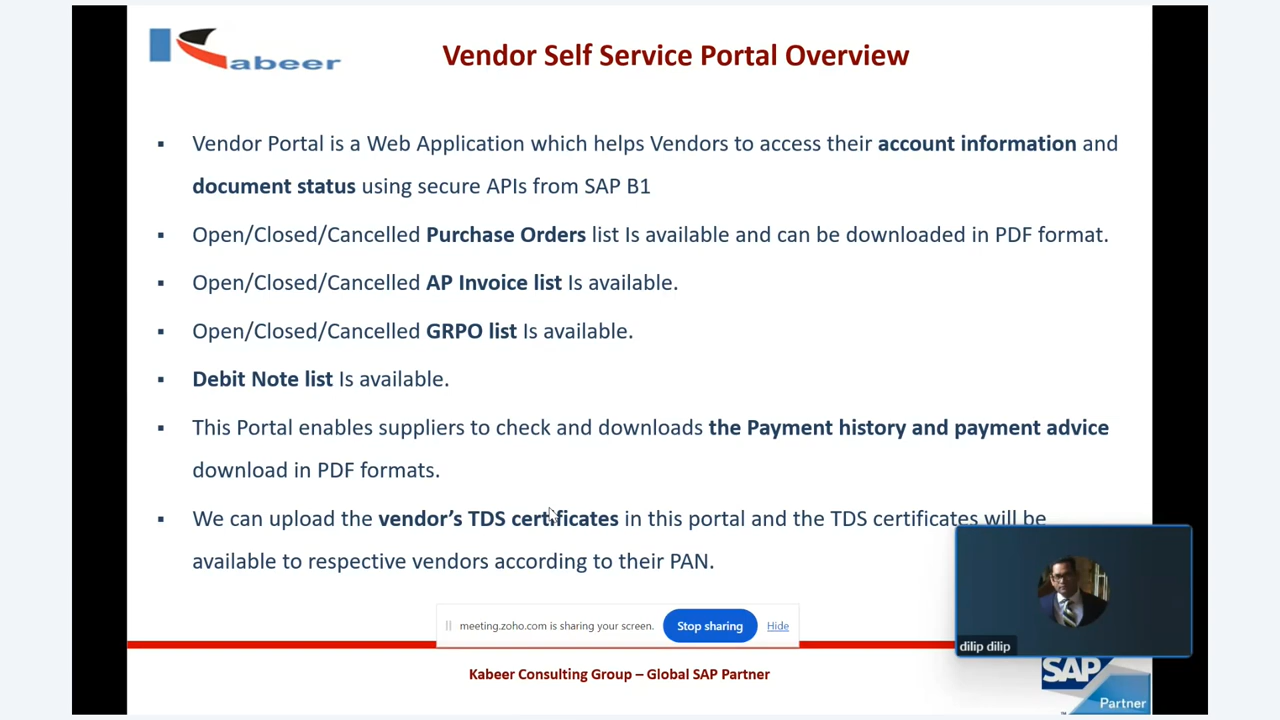 Kabeer
Vendor Self Service Portal Overview
▪ Vendor Portal is a Web Application which helps Vendors to access their account information and
document status using secure APIs from SAP B1
▪ Open/Closed/Cancelled Purchase Orders list Is available and can be downloaded in PDF format.
▪ Open/Closed/Cancelled AP Invoice list Is available.
▪ Open/Closed/Cancelled GRPO list Is available.
▪ Debit Note list Is available.
▪ This Portal enables suppliers to check and downloads the Payment history and payment advice
download in PDF formats.
▪ We can upload the vendor’s TDS certificates in this portal and the TDS certificates will be
available to respective vendors according to their PAN.
meeting.zoho.com is sharing your screen. Stop sharing Hide
dilip dilip
Kabeer Consulting Group – Global SAP Partner
SAP
™ Partner